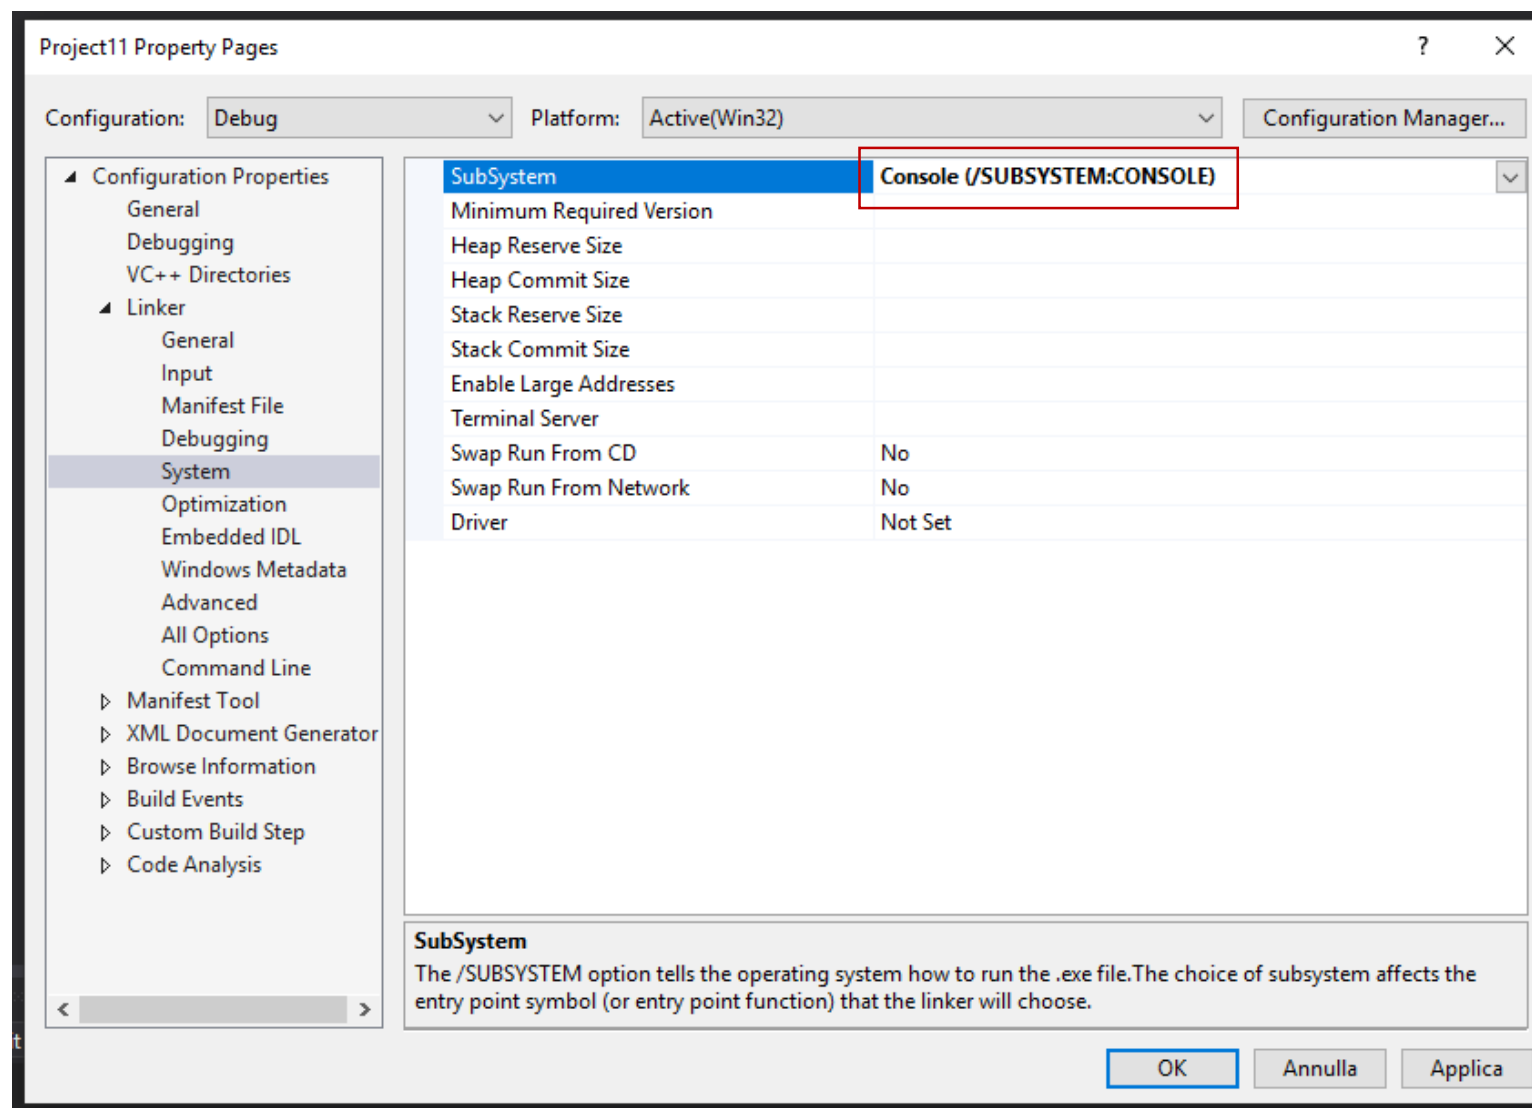 Project11 Property Pages
?
Configuration: Debug Platform: Active(Win32) Configuration Manager...
Configuration Properties
General
Debugging
VC++ Directories
Linker
General
Input
Manifest File
Debugging
System
Optimization
Embedded IDL
Windows Metadata
Advanced
All Options
Command Line
Manifest Tool
XML Document Generator
Browse Information
Build Events
Custom Build Step
Code Analysis
SubSystem Console (/SUBSYSTEM:CONSOLE)
Minimum Required Version
Heap Reserve Size
Heap Commit Size
Stack Reserve Size
Stack Commit Size
Enable Large Addresses
Terminal Server
Swap Run From CD No
Swap Run From Network No
Driver Not Set
SubSystem
The /SUBSYSTEM option tells the operating system how to run the .exe file.The choice of subsystem affects the
entry point symbol (or entry point function) that the linker will choose.
OK Annulla Applica